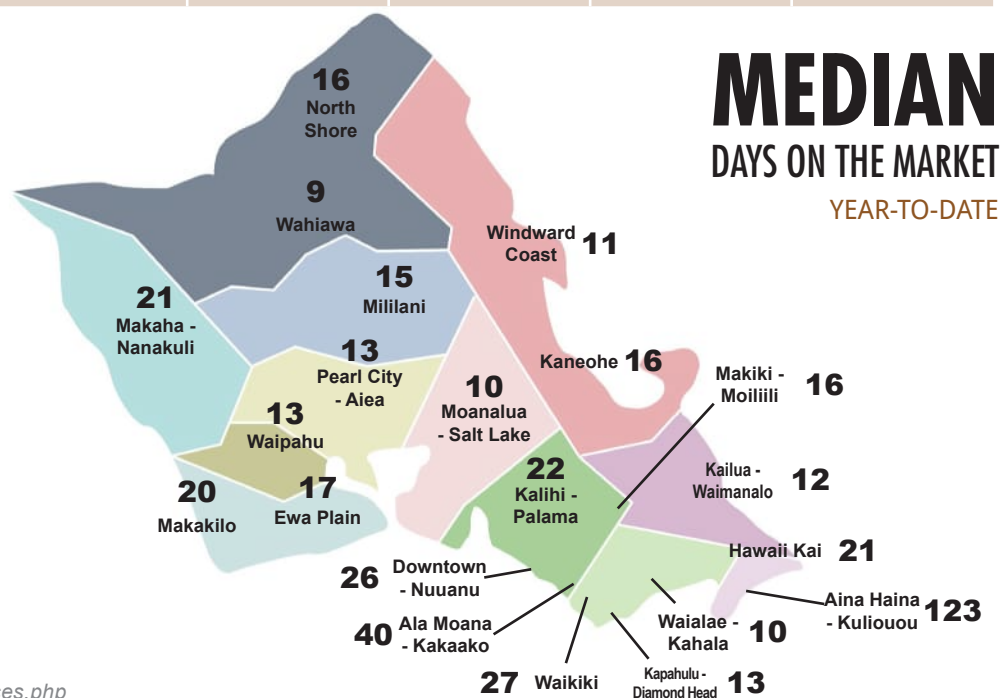 MEDIAN
DAYS ON THE MARKET
YEAR-TO-DATE
16
North
Shore
9
Wahiawa
Windward
Coast
11
15
Mililani
21
Makaha -
Nanakuli
13
Pearl City
- Aiea
Kaneohe 16
10
Moanalua
- Salt Lake
Makiki -
Moiliili
16
13
Waipahu
22
Kalihi -
Palama
Kailua -
Waimanalo
12
20
Makakilo
17
Ewa Plain
Hawaii Kai 21
26
Downtown
- Nuuanu
Aina Haina
- Kuliouou
123
40
Ala Moana
- Kakaako
Waialae -
Kahala
10
27 Waikiki
Kapahulu -
Diamond Head
13
es.php